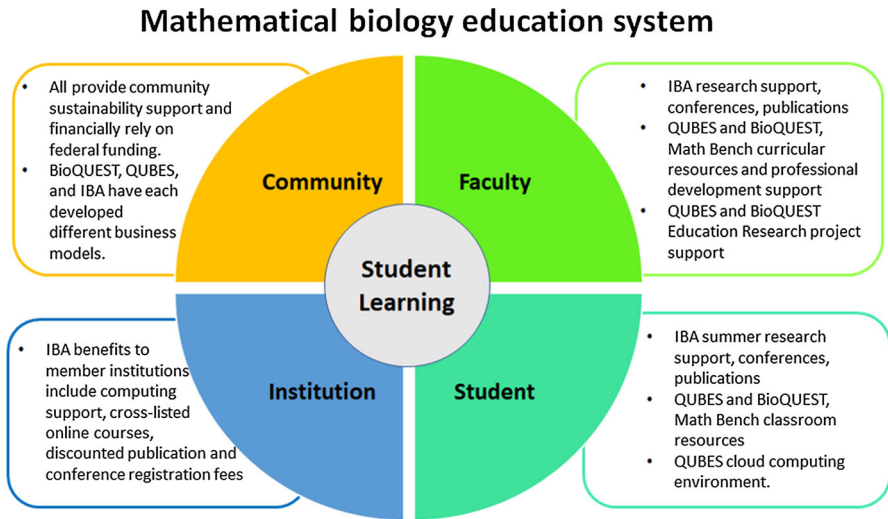 Mathematical biology education system
• All provide community
sustainability support and
financially rely on
federal funding.
• BioQUEST, QUBES,
and IBA have each
developed
different business
models.
Community
Faculty
• IBA research support,
conferences, publications
• QUBES and BioQUEST,
Math Bench curricular
resources and professional
development support
• QUBES and BioQUEST
Education Research project
support
Student
Learning
• IBA benefits to
member institutions
include computing
support, cross-listed
online courses,
discounted publication and
conference registration fees
Institution
Student
• IBA summer research
support, conferences,
publications
• QUBES and BioQUEST,
Math Bench classroom
resources
• QUBES cloud computing
environment.